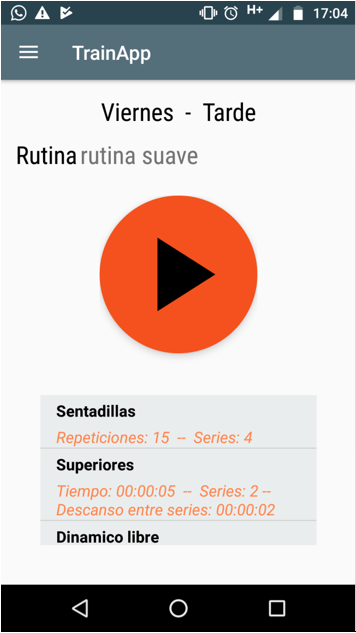 H+ 17:04
TrainApp
Viernes - Tarde
Rutina rutina suave
Sentadillas
Repeticiones: 15 -- Series: 4
Superiores
Tiempo: 00:00:05 -- Series: 2 --
Descanso entre series: 00:00:02
Dinamico libre